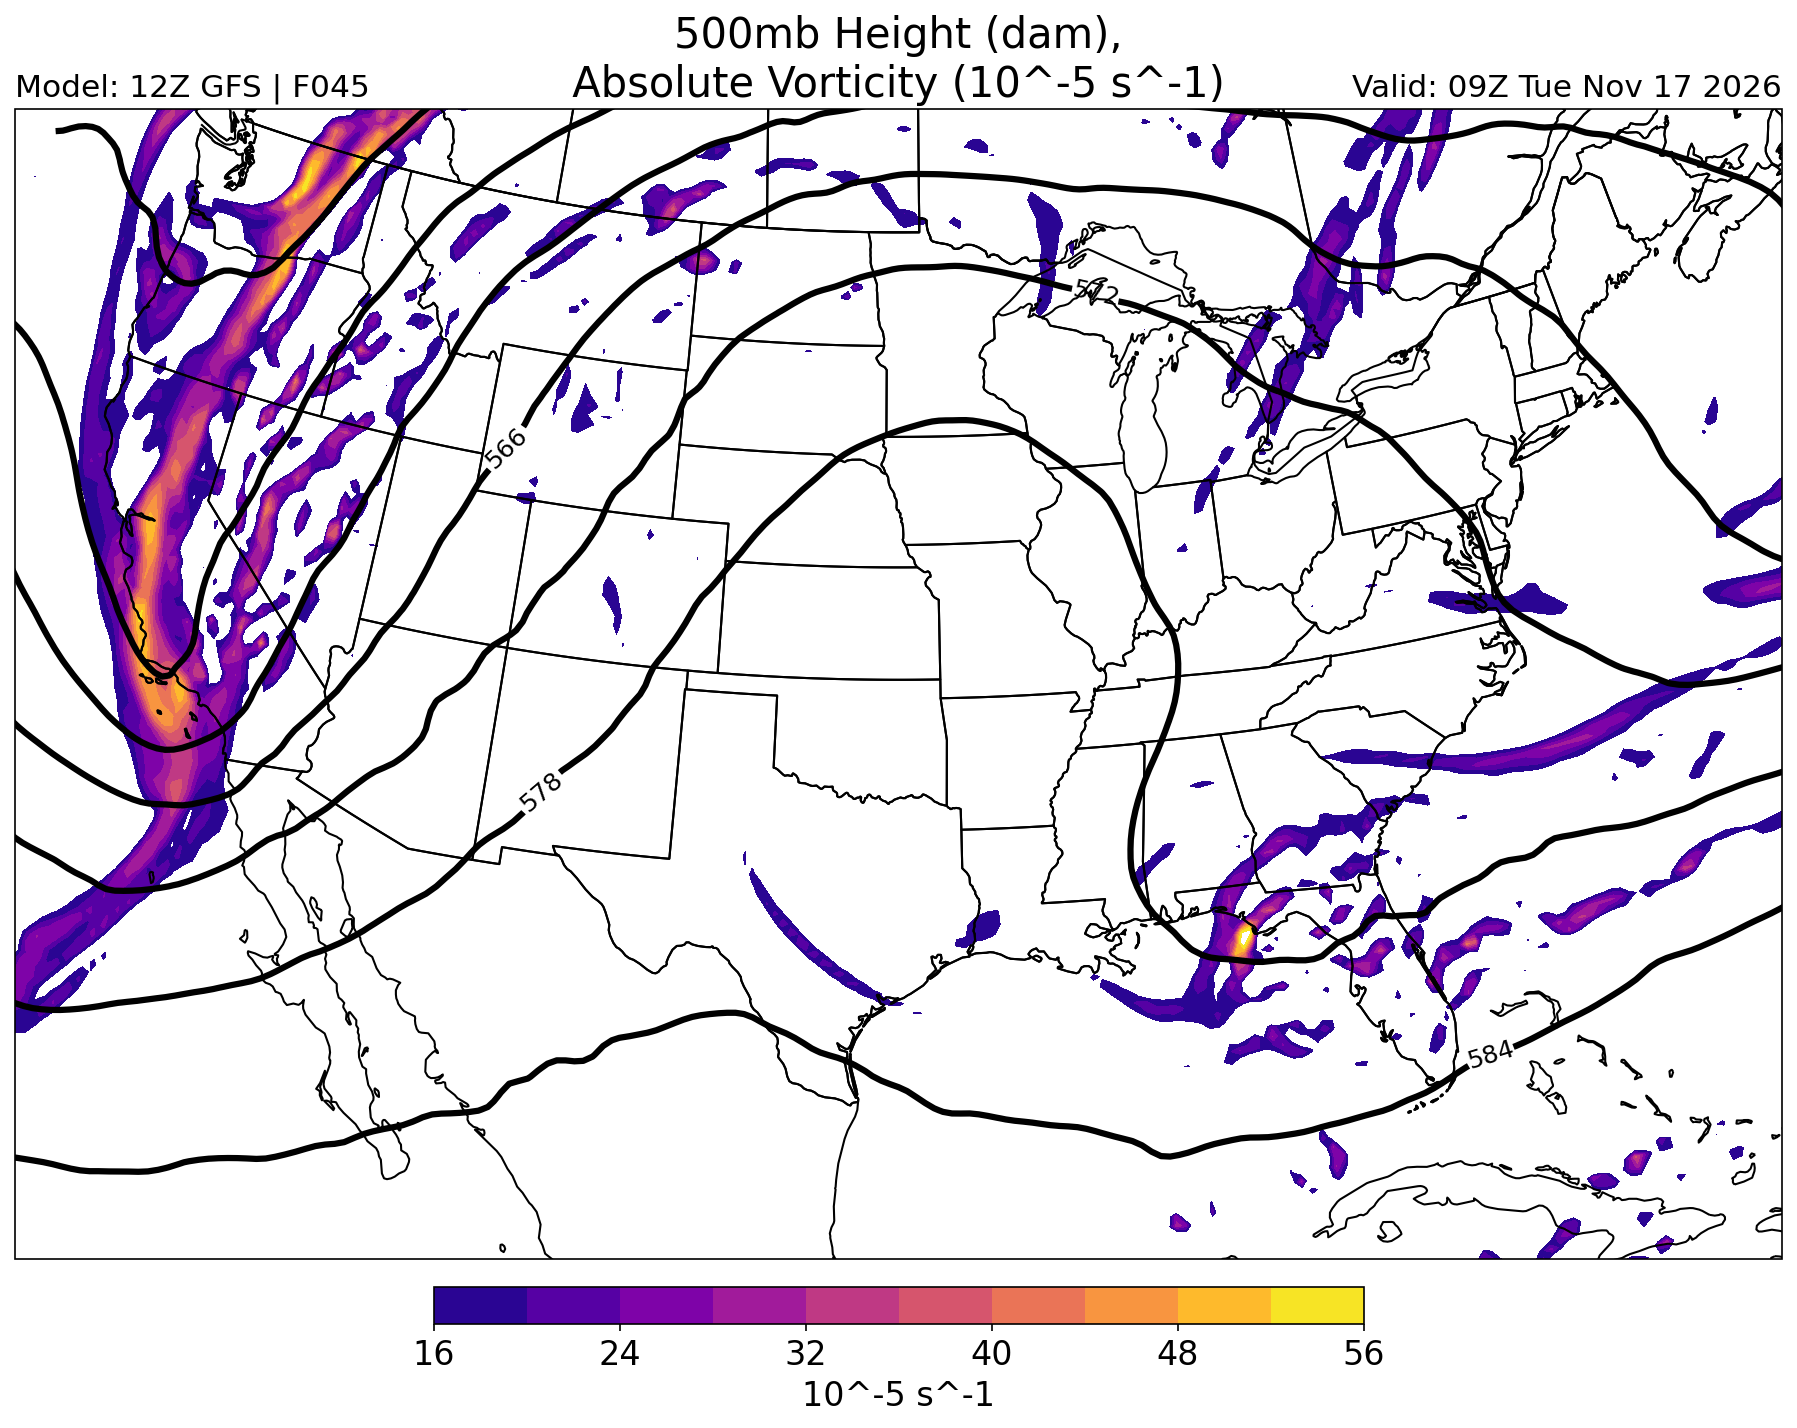 500mb Height (dam),
Model: 12Z GFS | F045
Absolute Vorticity (10^-5 s^-1)
Valid: 09Z Tue Nov 17 2026
572
566
578
584
16 24 32 40 48 56
10^-5 s^-1